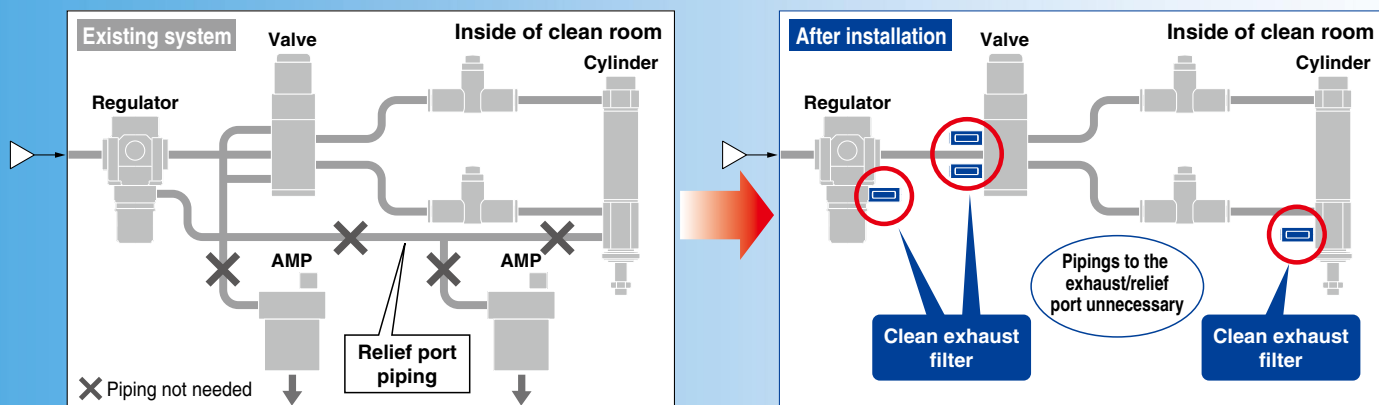 Existing system
Valve
Inside of clean room
Cylinder
Regulator
AMP
AMP
Relief port
piping
Piping not needed
After installation
Valve
Inside of clean room
Cylinder
Regulator
Pipings to the
exhaust/relief
port unnecessary
Clean exhaust
filter
Clean exhaust
filter